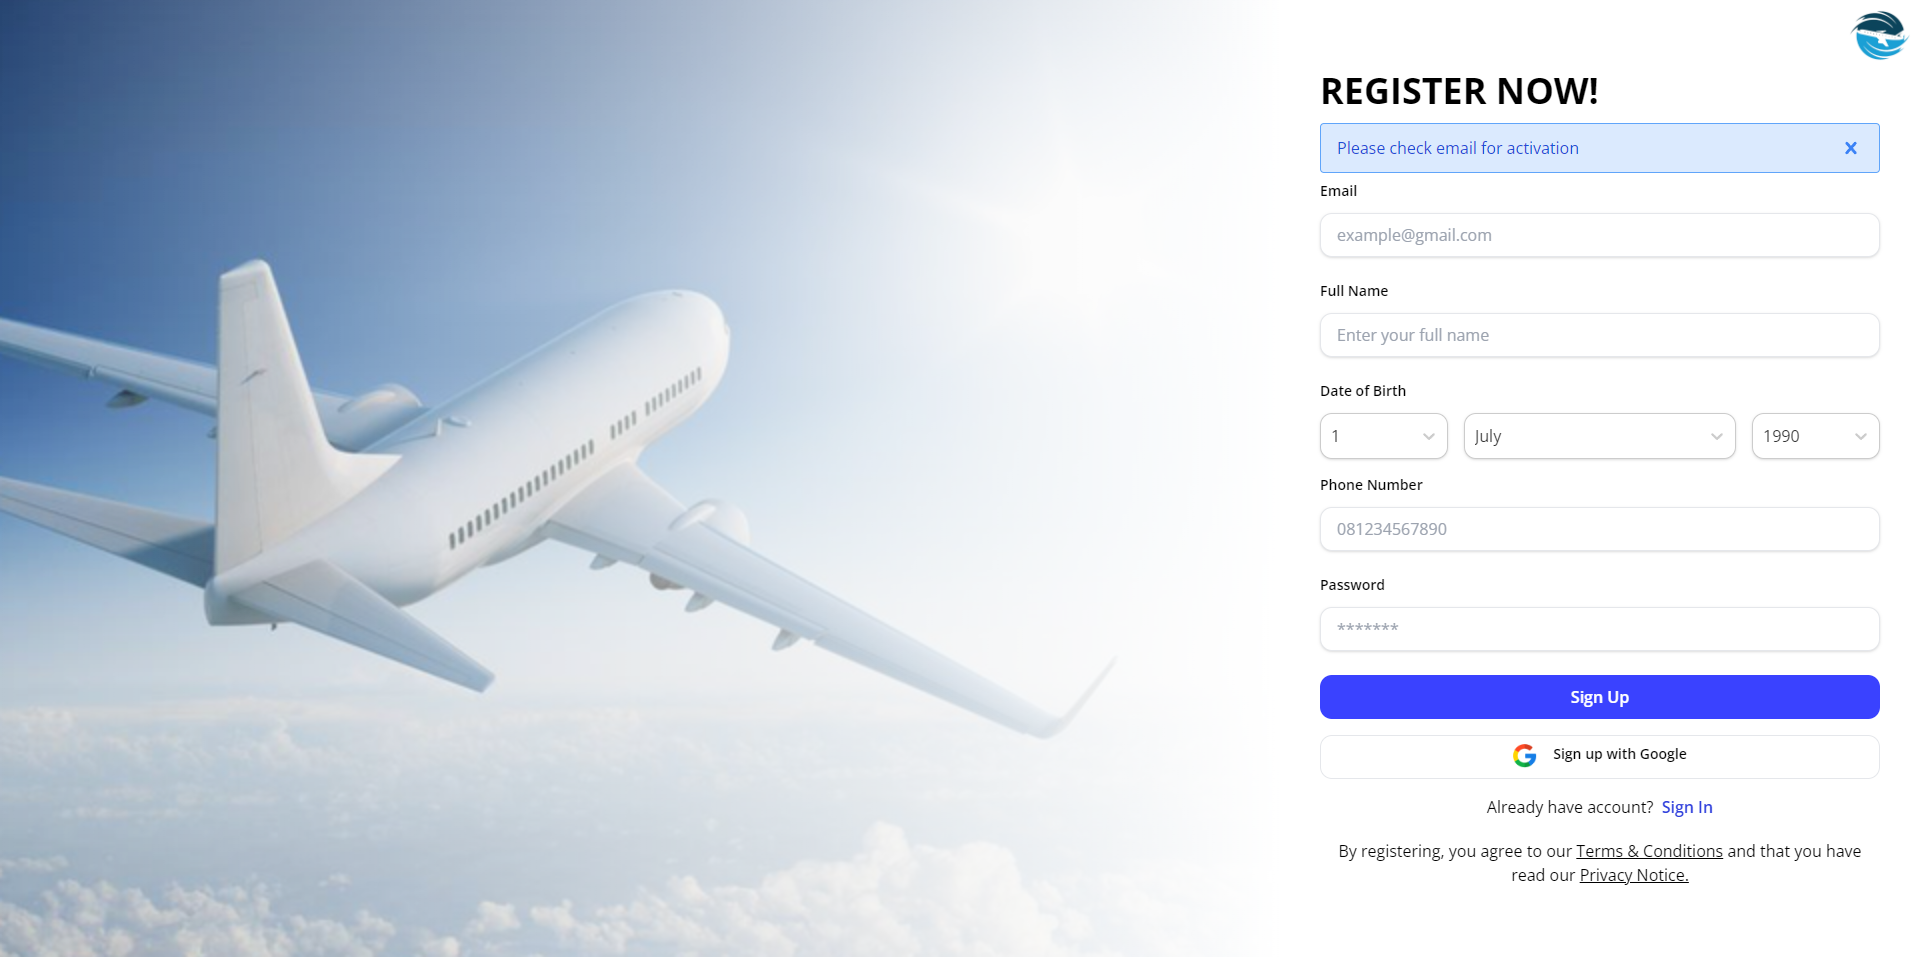 REGISTER NOW!
Please check email for activation
Email
example@gmail.com
Full Name
Enter your full name
Date of Birth
1 July 1990
Phone Number
081234567890
Password
*******
Sign Up
Sign up with Google
Already have account? Sign In
By registering, you agree to our Terms & Conditions and that you have
read our Privacy Notice.